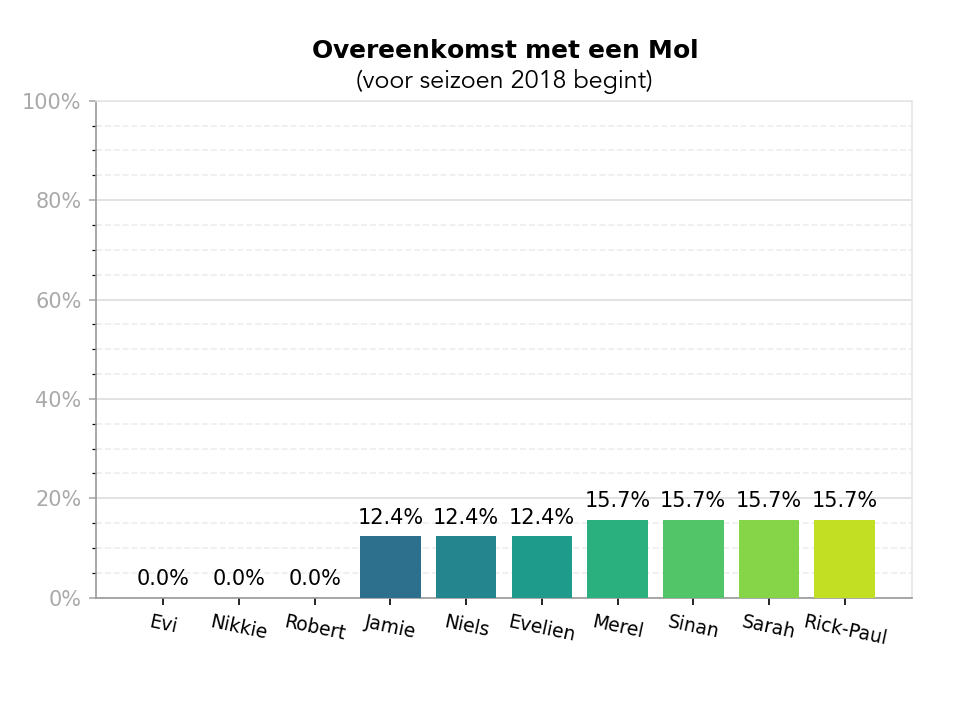 Overeenkomst met een Mol
(voor seizoen 2018 begint)
100%
80%
60%
40%
20%
0%
0.0% 0.0% 0.0% 12.4% 12.4% 12.4% 15.7% 15.7% 15.7% 15.7%
Evi Nikkie Robert Jamie Niels Evelien Merel Sinan Sarah Rick-Paul